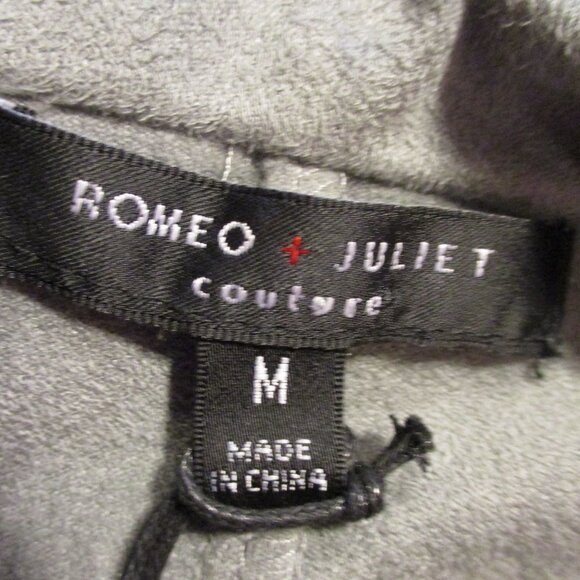 ROMEO + JULIET
couture
M
MADE
IN CHINA